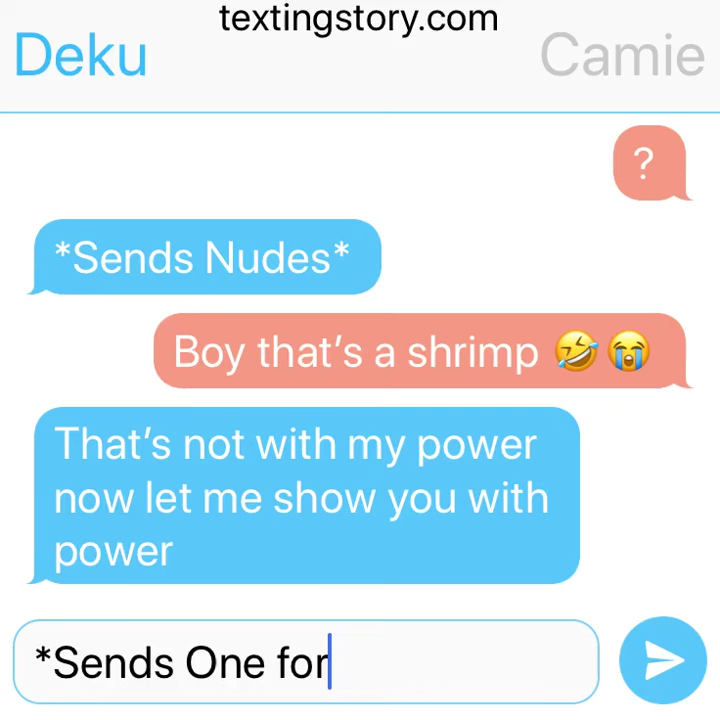 textingstory.com
Deku
Camie
?
*Sends Nudes*
Boy that’s a shrimp 🤣😭
That’s not with my power
now let me show you with
power
*Sends One for